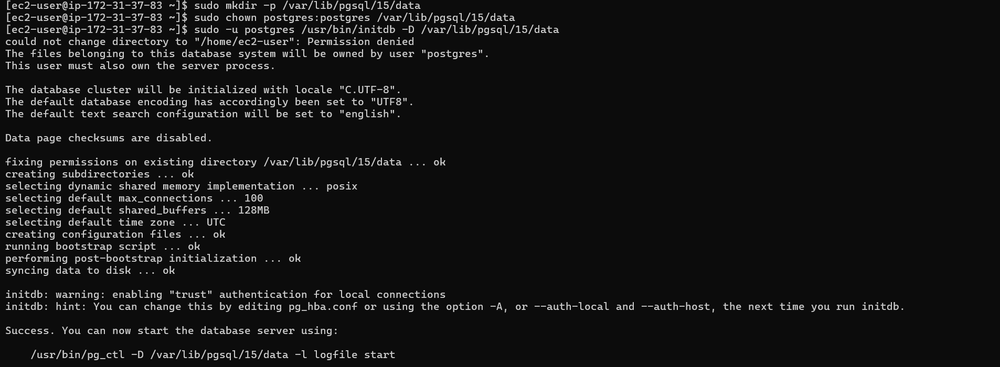 [ec2-user@ip-172-31-37-83 ~]$ sudo mkdir -p /var/lib/pgsql/15/data
[ec2-user@ip-172-31-37-83 ~]$ sudo chown postgres:postgres /var/lib/pgsql/15/data
[ec2-user@ip-172-31-37-83 ~]$ sudo -u postgres /usr/bin/initdb -D /var/lib/pgsql/15/data
could not change directory to "/home/ec2-user": Permission denied
The files belonging to this database system will be owned by user "postgres".
This user must also own the server process.

The database cluster will be initialized with locale "C.UTF-8".
The default database encoding has accordingly been set to "UTF8".
The default text search configuration will be set to "english".

Data page checksums are disabled.

fixing permissions on existing directory /var/lib/pgsql/15/data ... ok
creating subdirectories ... ok
selecting dynamic shared memory implementation ... posix
selecting default max_connections ... 100
selecting default shared_buffers ... 128MB
selecting default time zone ... UTC
creating configuration files ... ok
running bootstrap script ... ok
performing post-bootstrap initialization ... ok
syncing data to disk ... ok

initdb: warning: enabling "trust" authentication for local connections
initdb: hint: You can change this by editing pg_hba.conf or using the option -A, or --auth-local and --auth-host, the next time you run initdb.

Success. You can now start the database server using:

    /usr/bin/pg_ctl -D /var/lib/pgsql/15/data -l logfile start